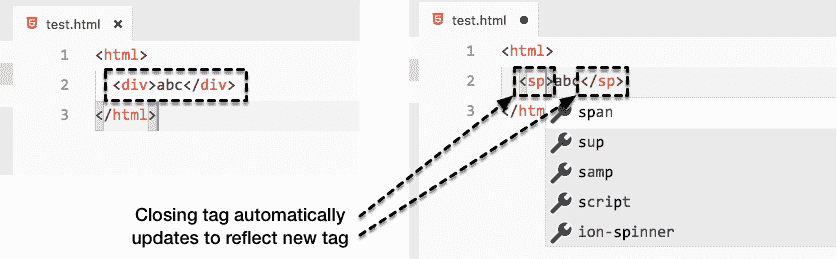 test.html ×
1 <html>
2 <div>abc</div>
3 </html>
test.html ●
1 <html>
2 <sp>abc</sp>
3 </htm
span
sup
samp
script
ion-spinner
Closing tag automatically
updates to reflect new tag